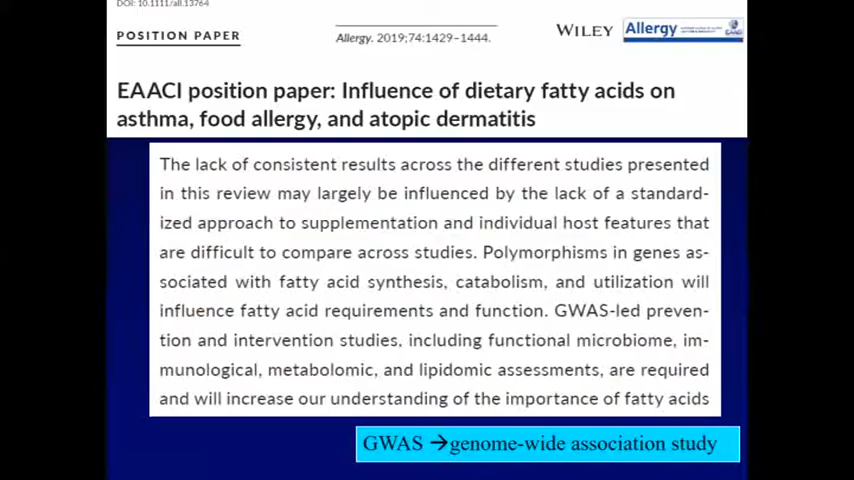 DOI: 10.1111/all.13764
POSITION PAPER
Allergy. 2019;74:1429–1444.
WILEY
Allergy
EAACI
EAACI position paper: Influence of dietary fatty acids on
asthma, food allergy, and atopic dermatitis
The lack of consistent results across the different studies presented
in this review may largely be influenced by the lack of a standard-
ized approach to supplementation and individual host features that
are difficult to compare across studies. Polymorphisms in genes as-
sociated with fatty acid synthesis, catabolism, and utilization will
influence fatty acid requirements and function. GWAS-led preven-
tion and intervention studies, including functional microbiome, im-
munological, metabolomic, and lipidomic assessments, are required
and will increase our understanding of the importance of fatty acids
GWAS →genome-wide association study